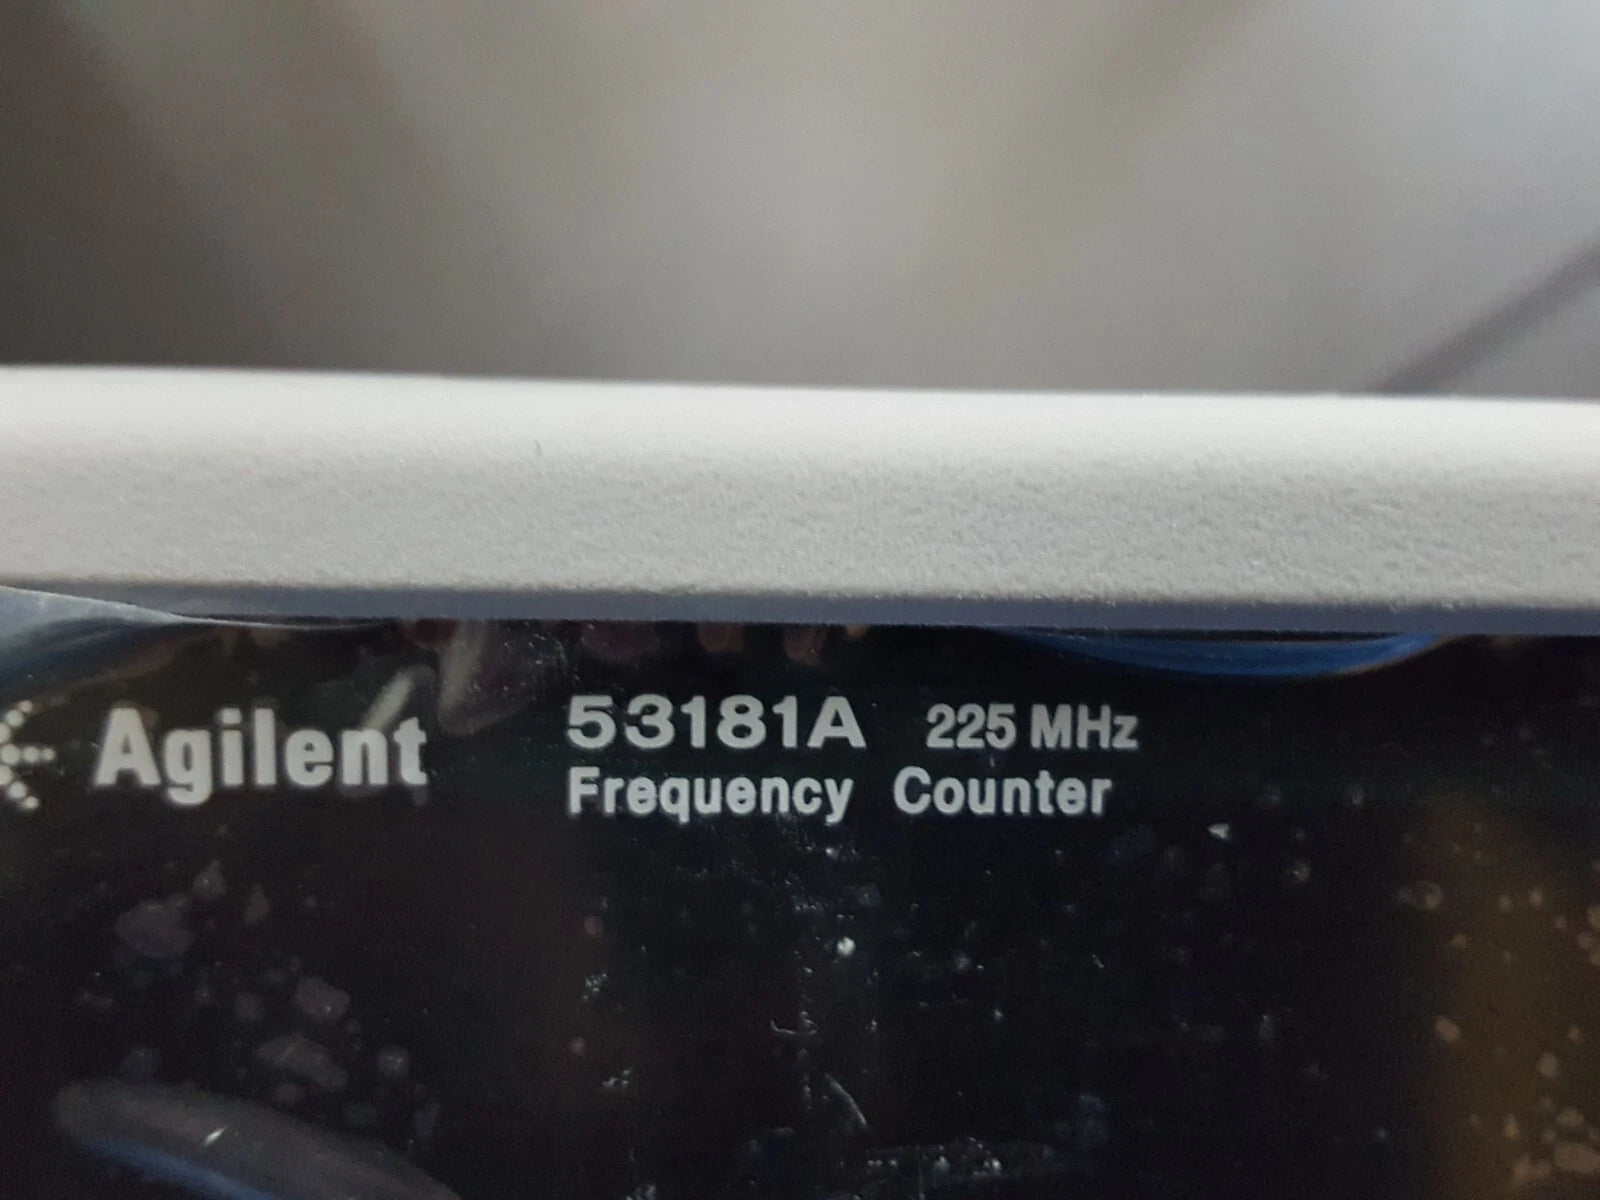 Agilent
53181A 225 MHz
Frequency Counter